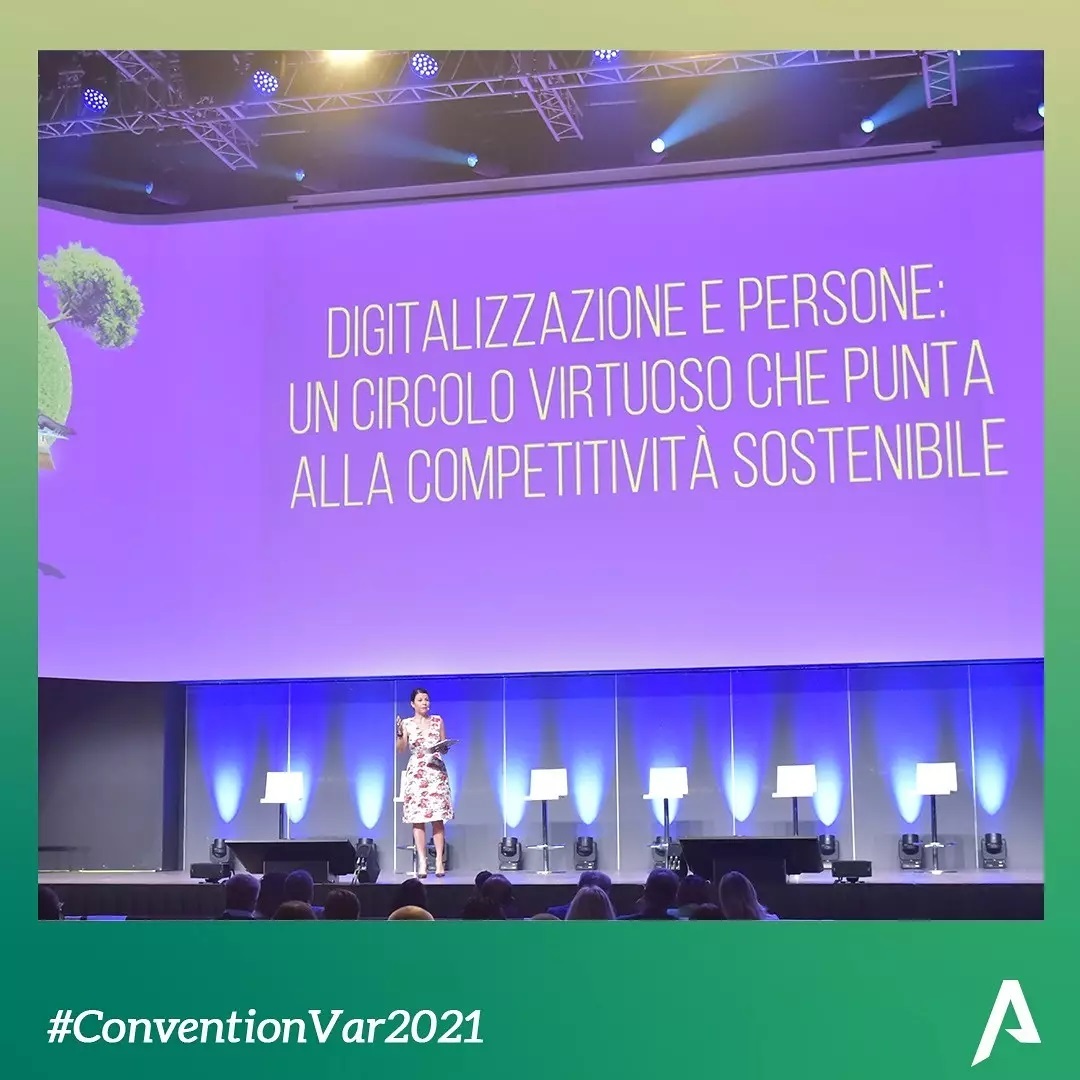 DIGITALIZZAZIONE E PERSONE:
UN CIRCOLO VIRTUOSO CHE PUNTA
ALLA COMPETITIVITÀ SOSTENIBILE
#ConventionVar2021